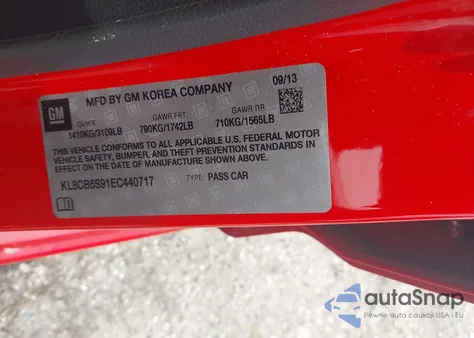 MFD BY GM KOREA COMPANY 09/13
GM
GVWR GAWR FRT GAWR RR
1410KG/3109LB 790KG/1742LB 710KG/1565LB
THIS VEHICLE CONFORMS TO ALL APPLICABLE U.S. FEDERAL MOTOR
VEHICLE SAFETY, BUMPER, AND THEFT PREVENTION STANDARDS IN
EFFECT ON THE DATE OF MANUFACTURE SHOWN ABOVE.
KL8CB6S91EC440717 TYPE: PASS CAR
autoSnap
Pewne auta z aukcji USA i EU